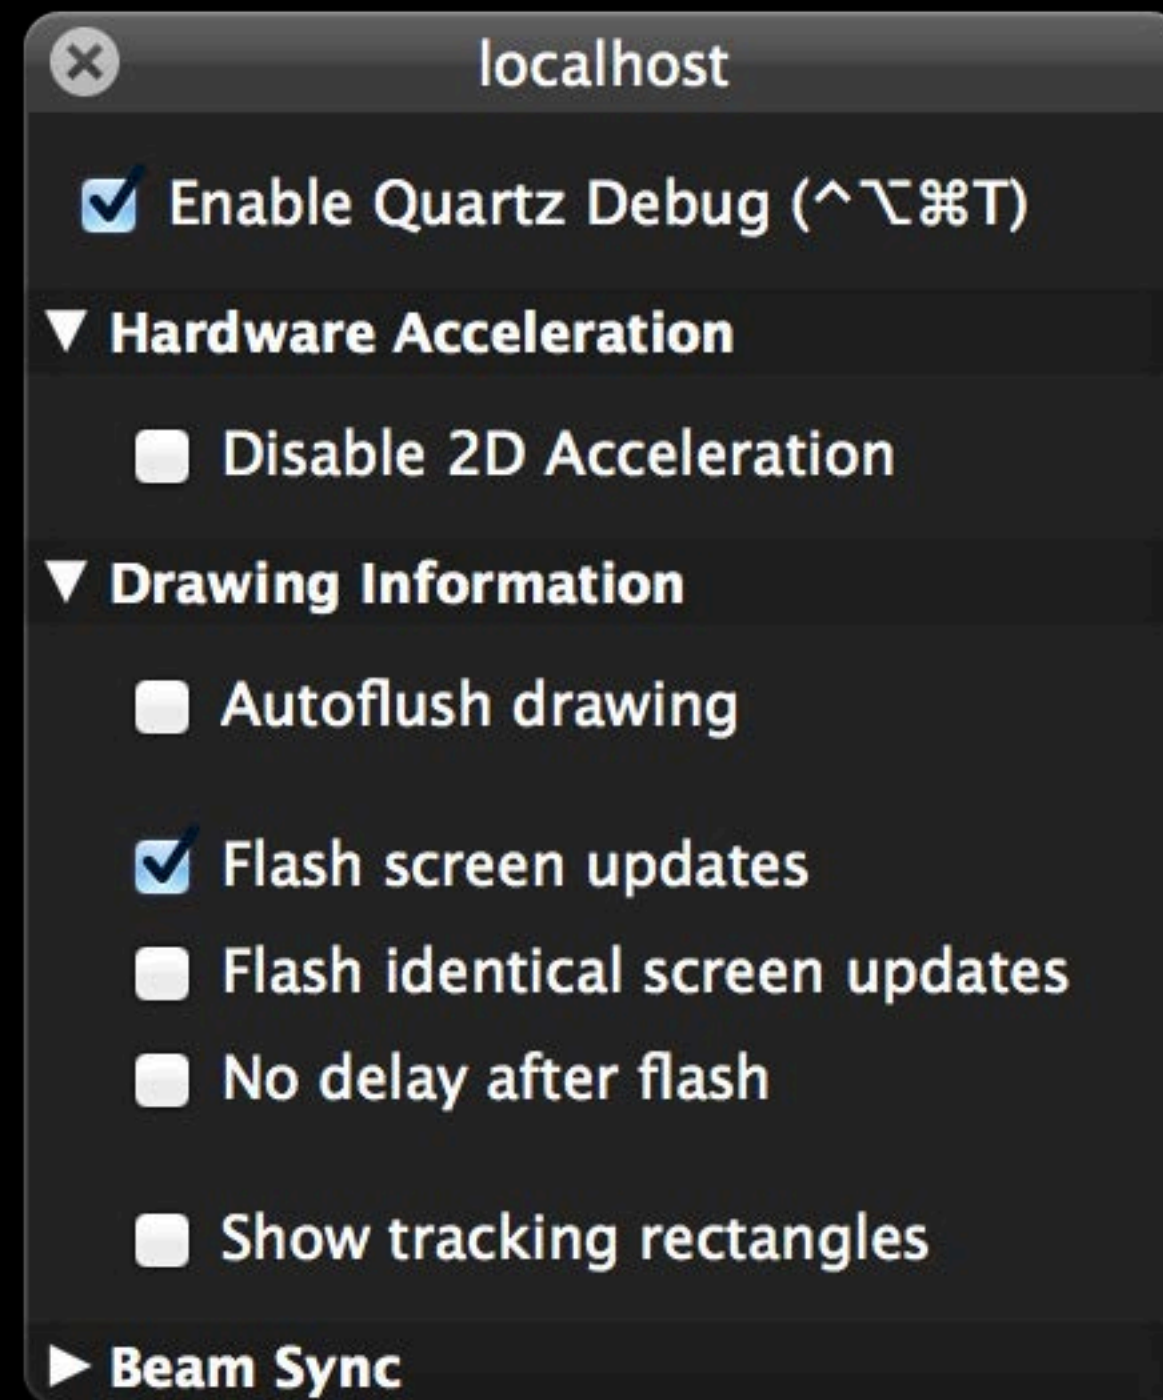 localhost
Enable Quartz Debug (^⌥⌘T)
Hardware Acceleration
Disable 2D Acceleration
Drawing Information
Autoflush drawing
Flash screen updates
Flash identical screen updates
No delay after flash
Show tracking rectangles
Beam Sync